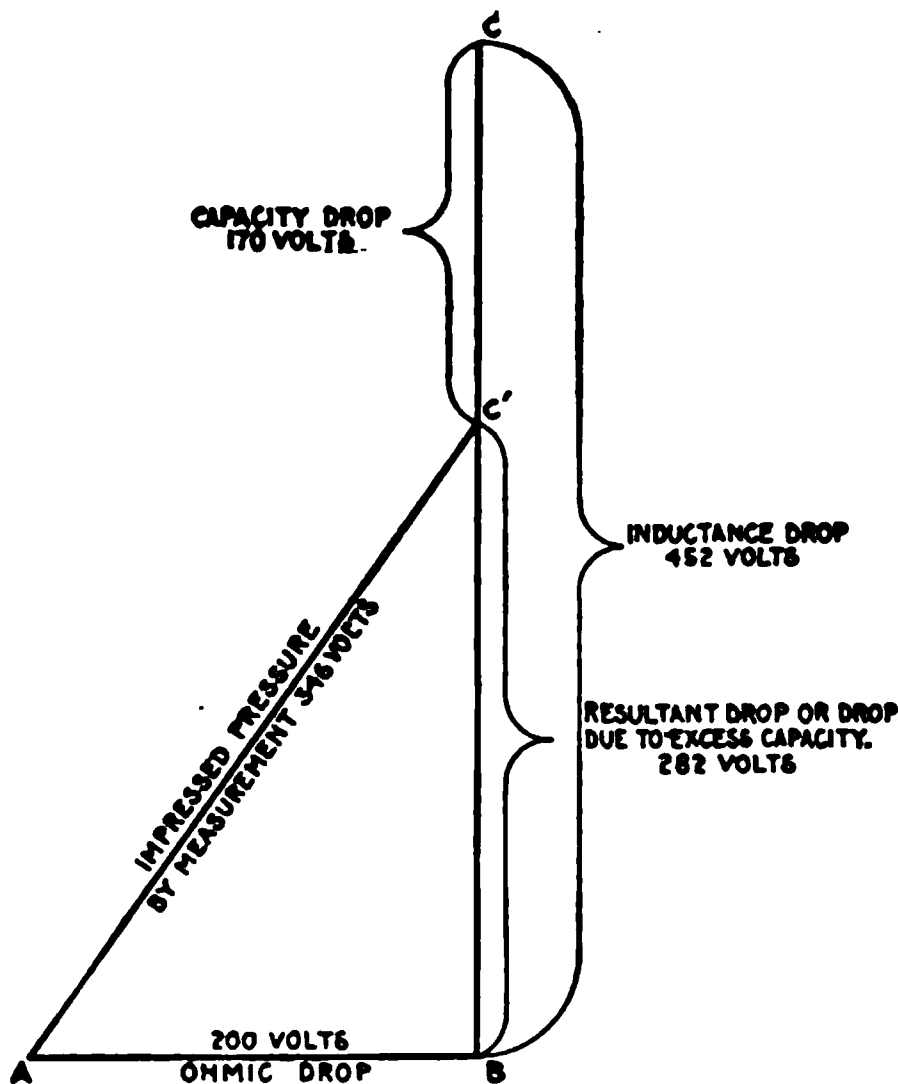 C
CAPACITY DROP
170 VOLTS
C'
INDUCTANCE DROP
452 VOLTS
IMPRESSED PRESSURE
BY MEASUREMENT 346 VOLTS
RESULTANT DROP OR DROP
DUE TO EXCESS CAPACITY.
282 VOLTS
200 VOLTS
A
OHMIC DROP
B